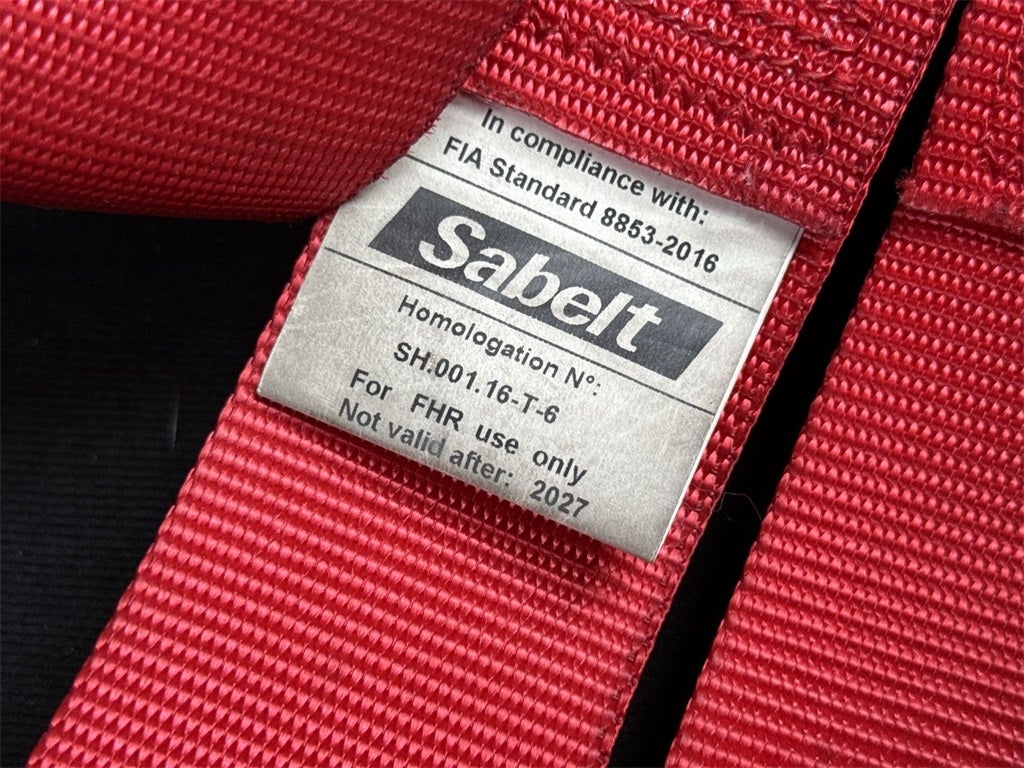 In compliance with:
FIA Standard 8853-2016
Sabelt
Homologation N°:
SH.001.16-T-6
For FHR use only
Not valid after: 2027